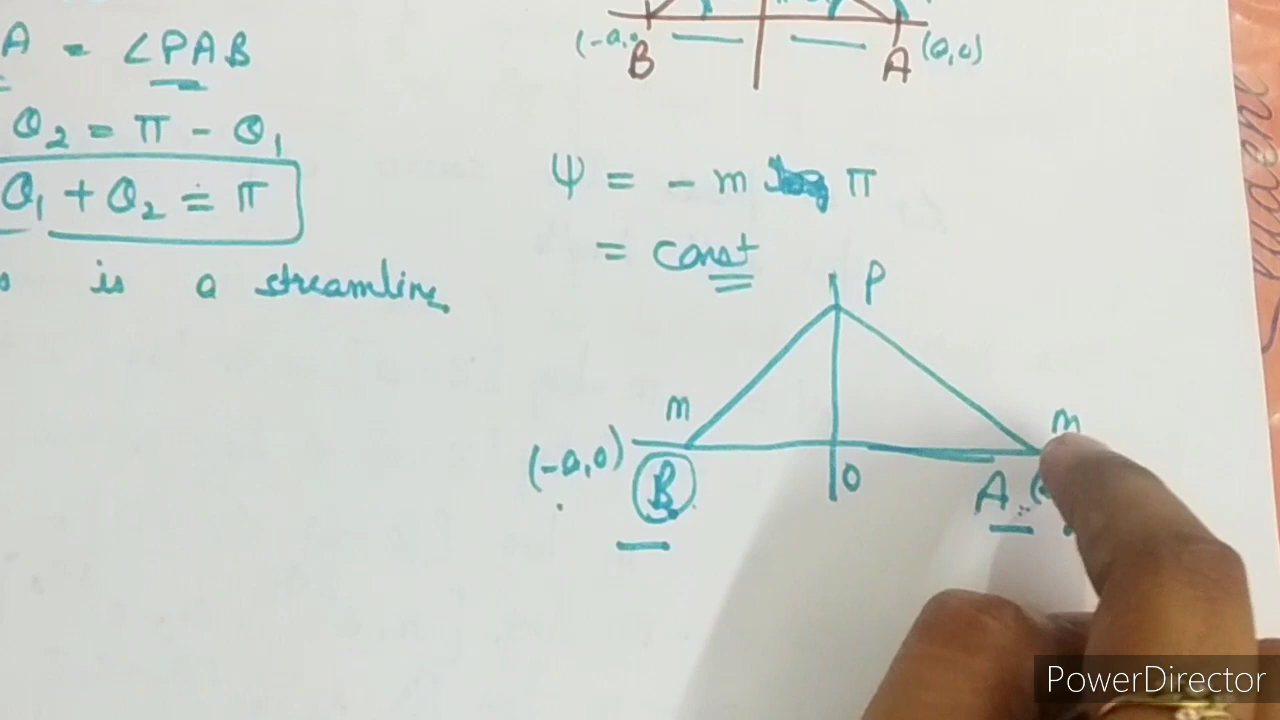 A = ∠PAB
θ₂ = π - θ₁
θ₁ + θ₂ = π
is a streamline
(-a,0)
B
A
(a,0)
ψ = - m π
= const
P
m
m
(-a,0)
B
O
A
PowerDirector